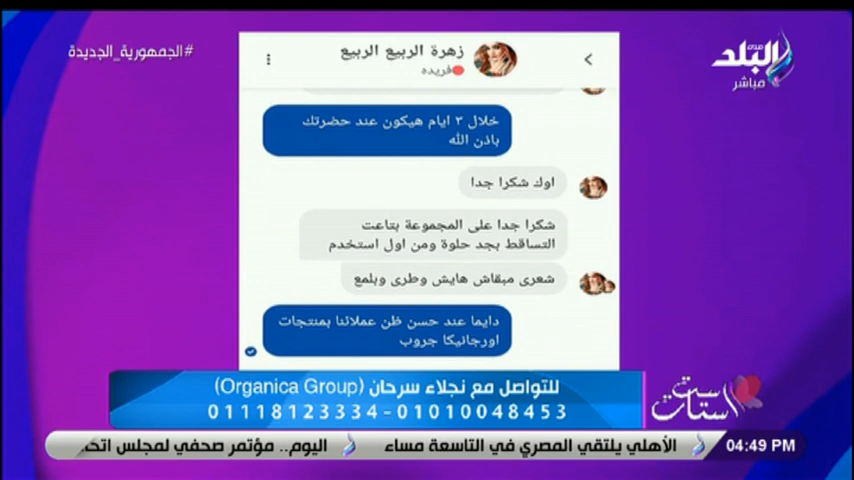 #الجمهورية_الجديدة
صدى
البلد
مباشر
زهرة الربيع الربيع
فريده
خلال ٣ ايام هيكون عند حضرتك
باذن الله
اوك شكرا جدا
شكرا جدا على المجموعة بتاعت
التساقط بجد حلوة ومن اول استخدم
شعرى مبقاش هايش وطرى وبلمع
دايما عند حسن ظن عملائنا بمنتجات
اورجانيكا جروب
للتواصل مع نجلاء سرحان (Organica Group)
01118123334-01010048453
ست
ستات
الأهلي يلتقي المصري في التاسعة مساء
اليوم.. مؤتمر صحفي لمجلس
04:49 PM